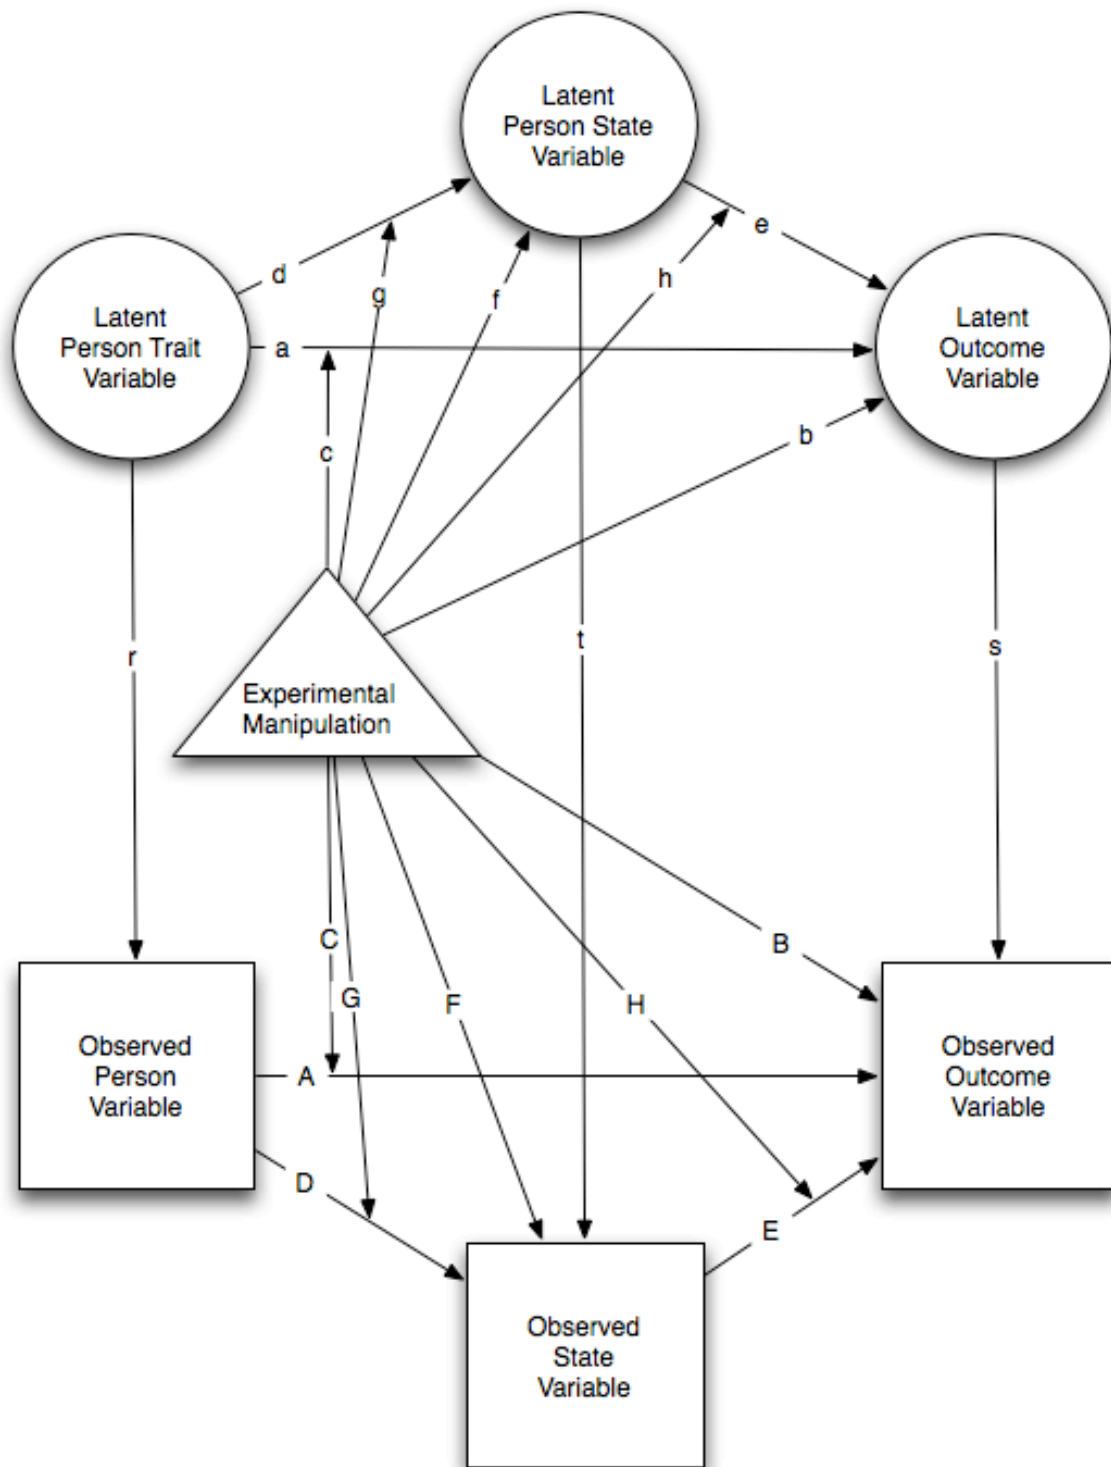 Latent
Person State
Variable
e
d
h
g
f
Latent
Person Trait
Variable
a
Latent
Outcome
Variable
b
c
t
s
r
Experimental
Manipulation
C
B
G
F
H
Observed
Person
Variable
A
Observed
Outcome
Variable
D
E
Observed
State
Variable